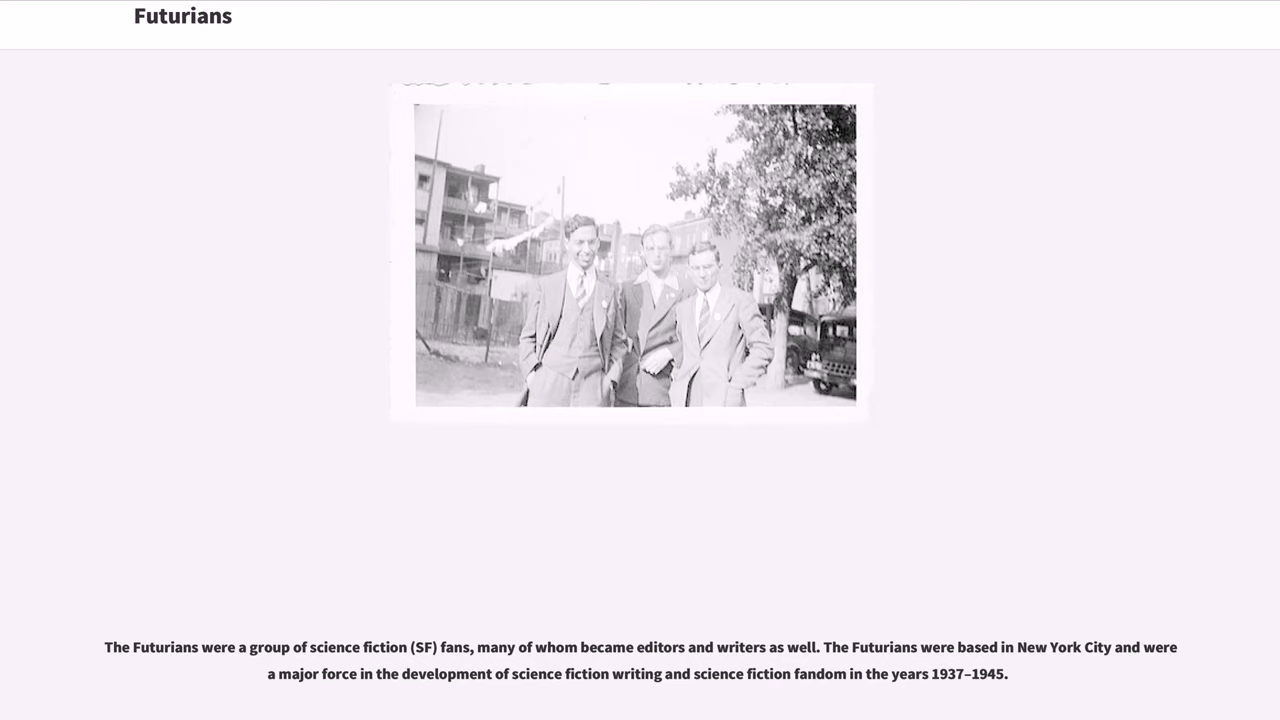 Futurians
The Futurians were a group of science fiction (SF) fans, many of whom became editors and writers as well. The Futurians were based in New York City and were
a major force in the development of science fiction writing and science fiction fandom in the years 1937–1945.